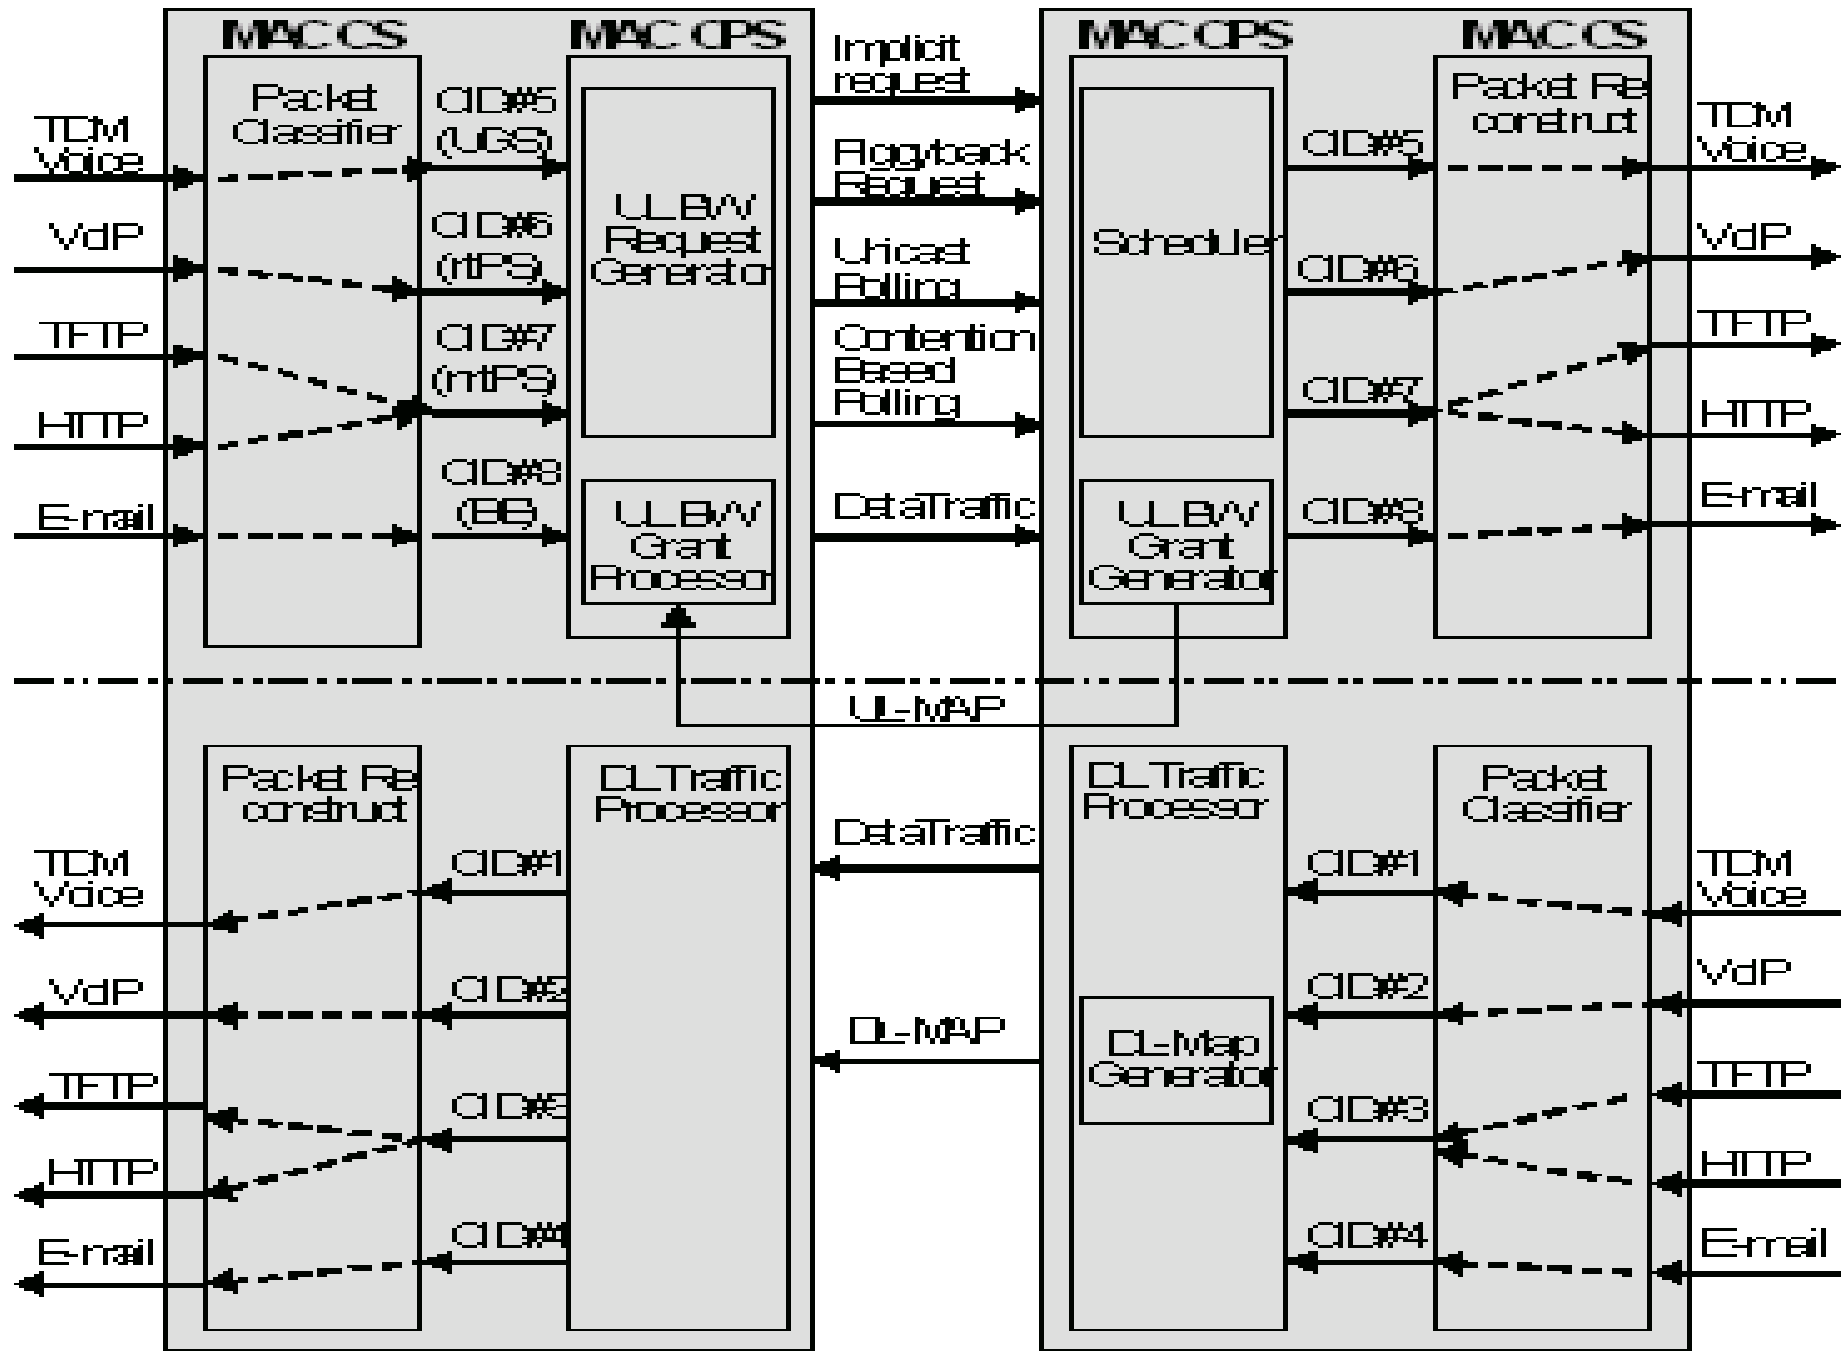 MAC CS
MAC CPS
MAC CPS
MAC CS
Packet
Classifier
TDM
Voice
VoIP
TFTP
HTTP
E-mail
CID#5
(UGS)
CID#6
(rtPS)
CID#7
(nrtPS)
CID#8
(BE)
UL BW
Request
Generator
UL BW
Grant
Processor
Implicit
request
Piggyback
Request
Unicast
Polling
Contention
Based
Polling
Data Traffic
Scheduler
UL BW
Grant
Generator
CID#5
CID#6
CID#7
CID#8
Packet Re
construct
TDM
Voice
VoIP
TFTP
HTTP
E-mail
UL-MAP
Packet Re
construct
TDM
Voice
VoIP
TFTP
HTTP
E-mail
CID#1
CID#2
CID#3
CID#4
DL Traffic
Processor
Data Traffic
DL-MAP
DL Traffic
Processor
DL-Map
Generator
CID#1
CID#2
CID#3
CID#4
Packet
Classifier
TDM
Voice
VoIP
TFTP
HTTP
E-mail